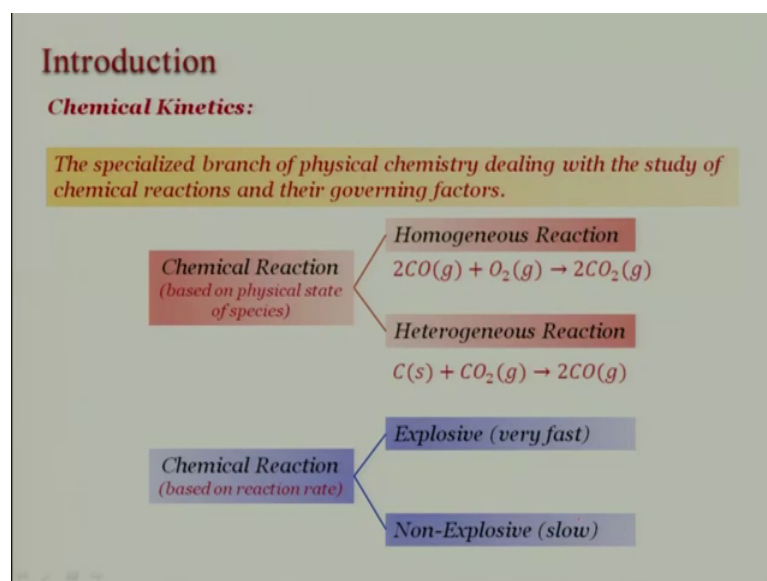 Introduction
Chemical Kinetics:
The specialized branch of physical chemistry dealing with the study of
chemical reactions and their governing factors.
Chemical Reaction
(based on physical state
of species)
Homogeneous Reaction
2CO(g) + O₂(g) → 2CO₂(g)
Heterogeneous Reaction
C(s) + CO₂(g) → 2CO(g)
Chemical Reaction
(based on reaction rate)
Explosive (very fast)
Non-Explosive (slow)